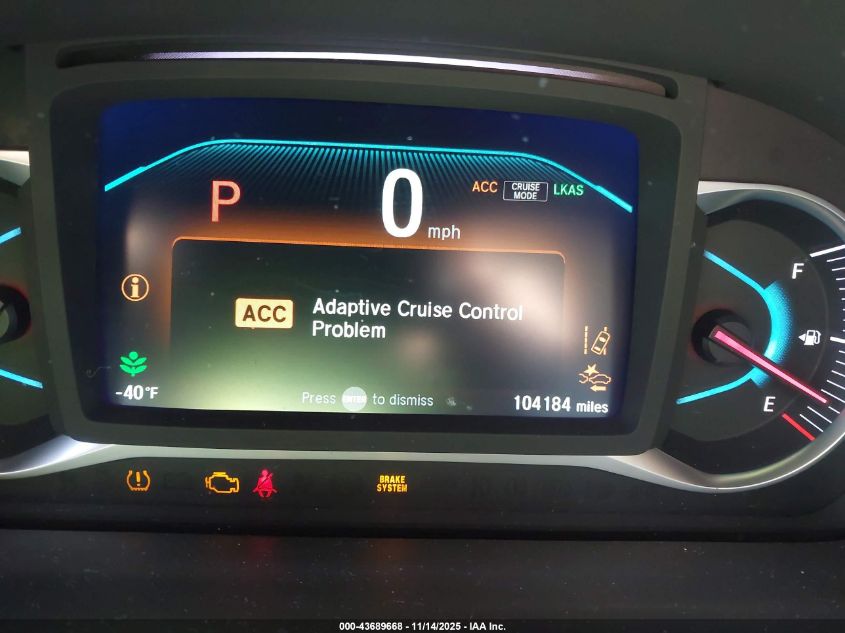 P
0
mph
ACC
CRUISE
MODE
LKAS
F
ACC
Adaptive Cruise Control
Problem
-40°F
Press ENTER to dismiss
104184 miles
E
BRAKE
SYSTEM
000-43689668 - 11/14/2025 - IAA Inc.